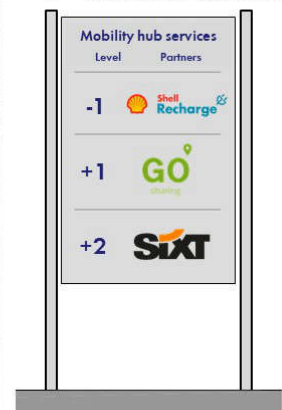 Mobility hub services
Level Partners
-1 Shell Recharge
+1 GO sharing
+2 SIXT